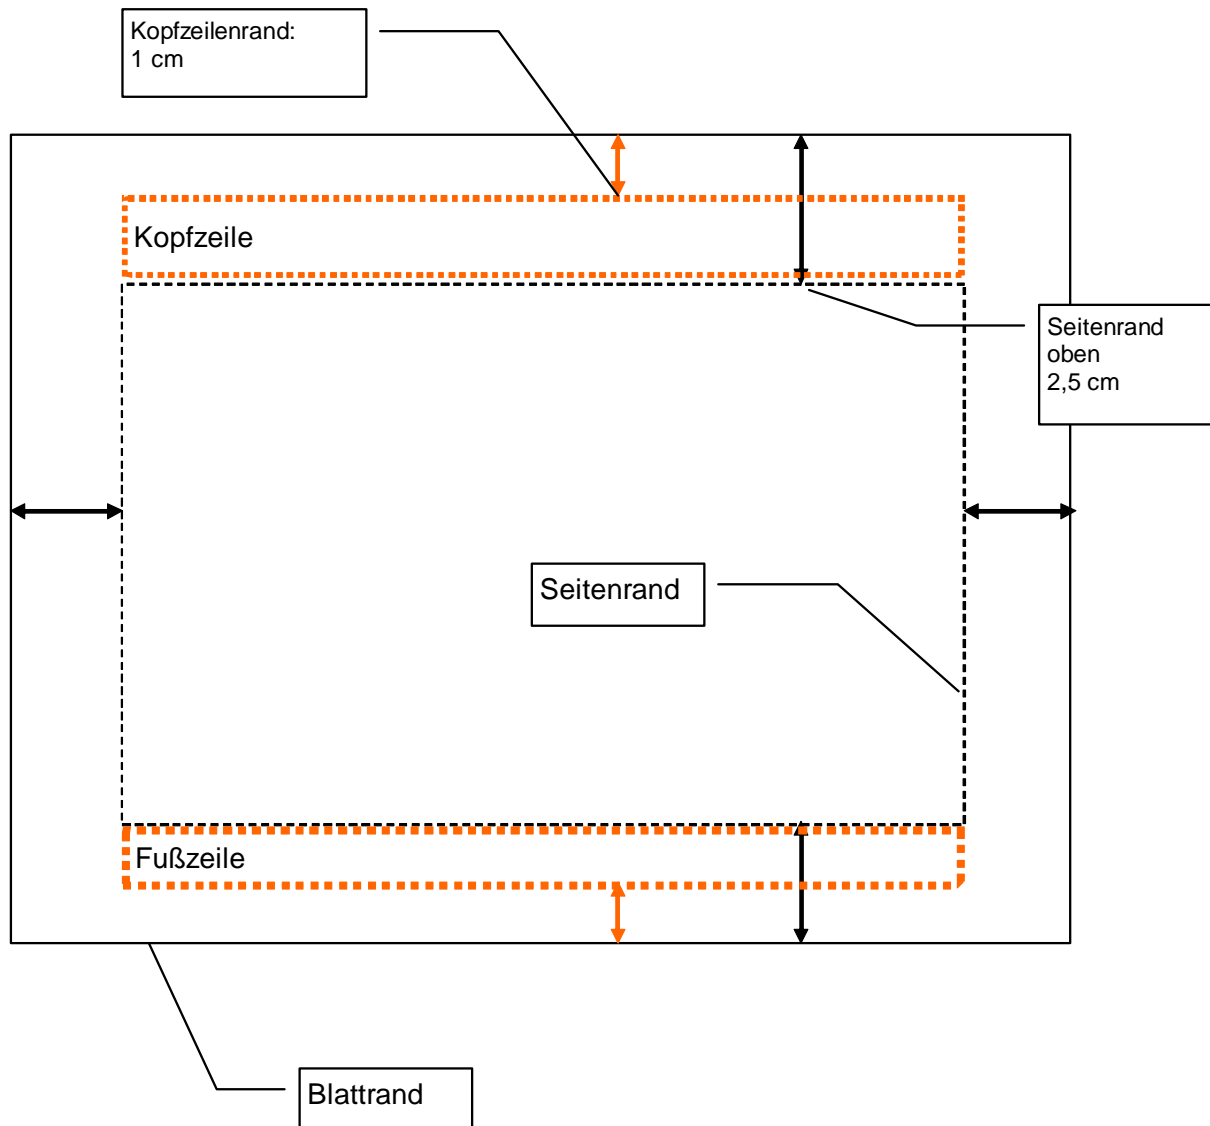 Kopfzeilenrand:
1 cm
Kopfzeile
Seitenrand
oben
2,5 cm
Seitenrand
Fußzeile
Blattrand